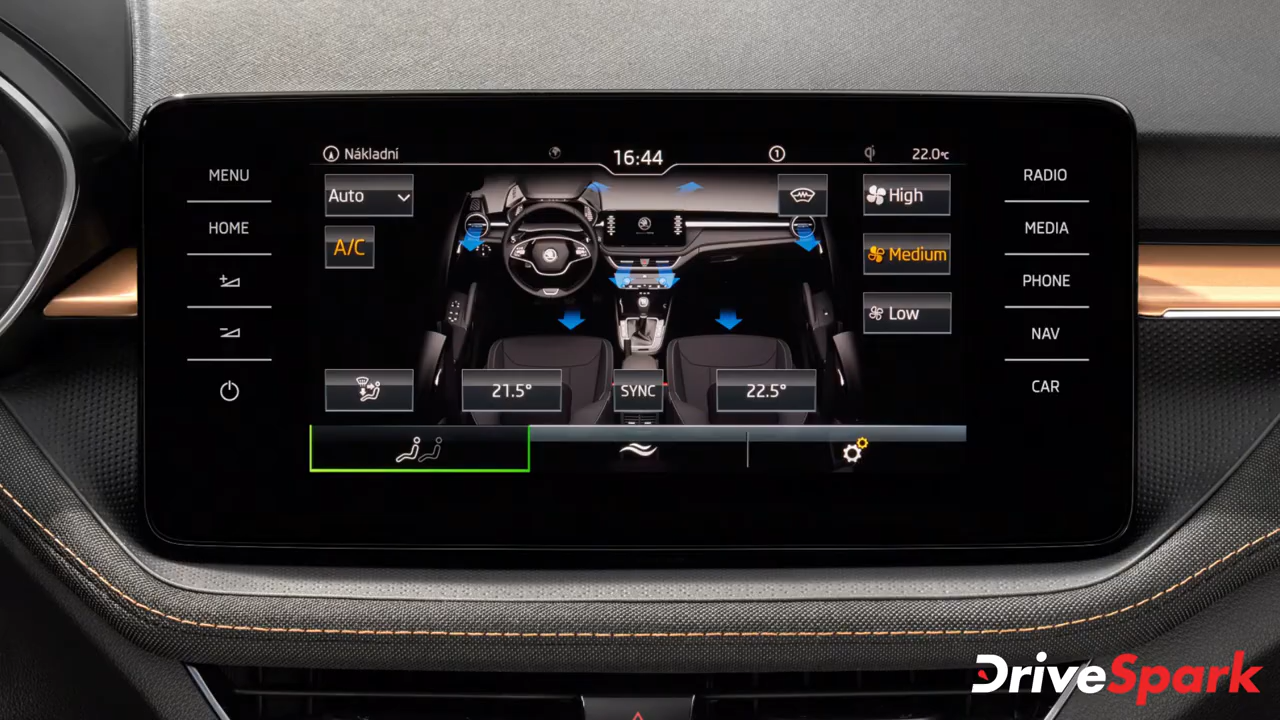 MENU
HOME
Nákladní
16:44
1
22.0°C
Auto
A/C
High
Medium
Low
21.5°
SYNC
22.5°
RADIO
MEDIA
PHONE
NAV
CAR
DriveSpark